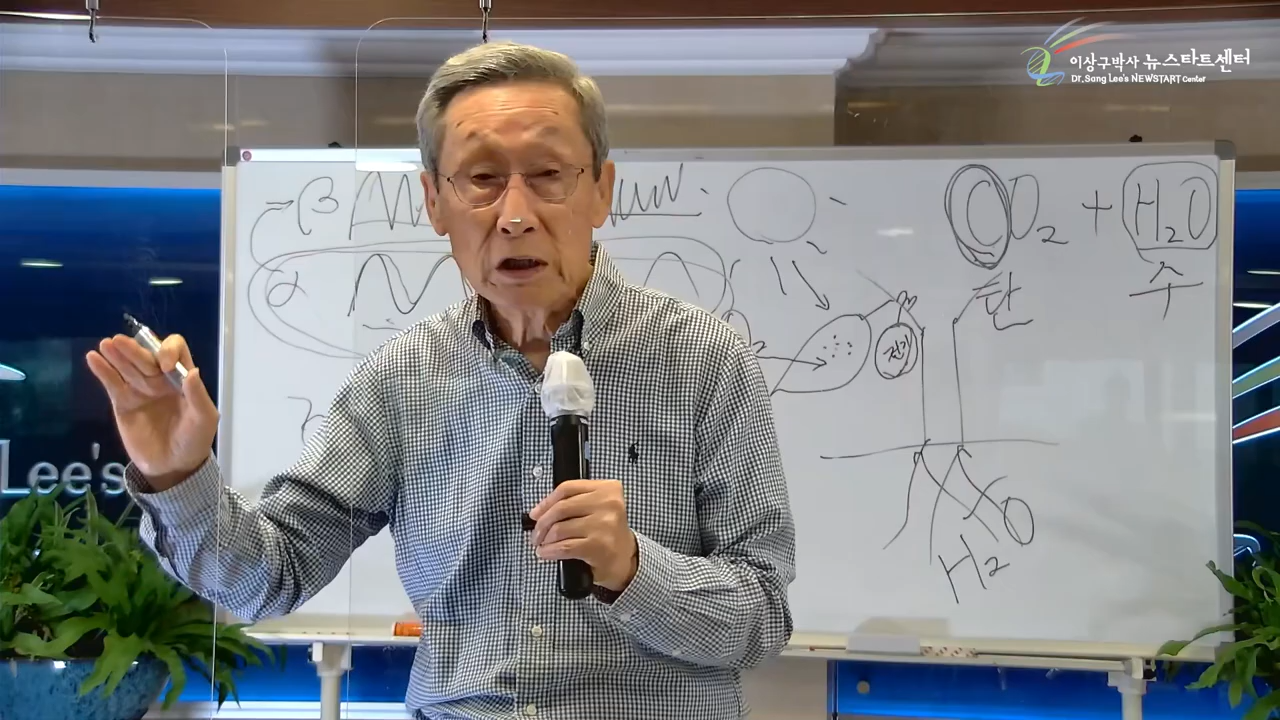 이상구박사 뉴스타트센터
Dr. Sang Lee's NEWSTART Center
β
CO₂ + H₂O
α
탄
수
전기
Lee's
H₂O